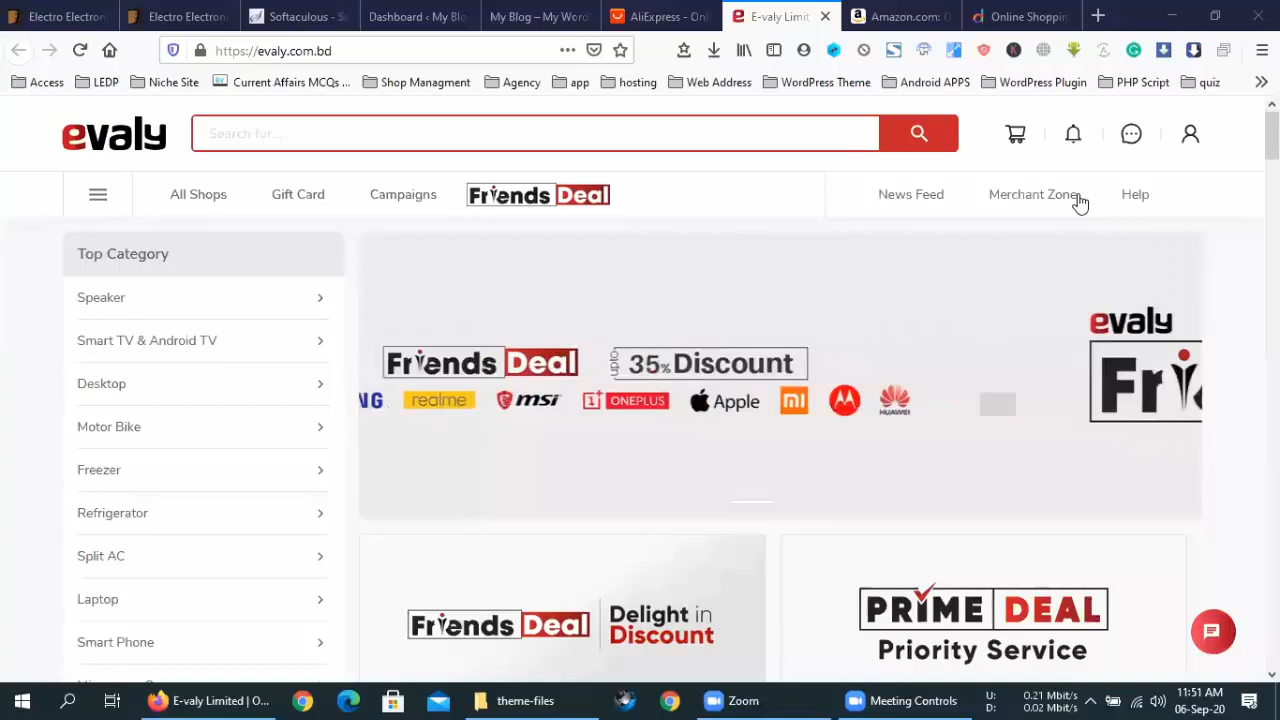 Electro Electron
Electro Electron
Softaculous - S
Dashboard ‹ My Blo
My Blog – My Word
AliExpress - Onl
E-valy Limit
Amazon.com: O
Online Shoppin
https://evaly.com.bd
Access
LEDP
Niche Site
Current Affairs MCQs ...
Shop Managment
Agency
app
hosting
Web Address
WordPress Theme
Android APPS
WordPress Plugin
PHP Script
quiz
evaly
Search for...
All Shops
Gift Card
Campaigns
Friends Deal
News Feed
Merchant Zone
Help
Top Category
Speaker
Smart TV & Android TV
Desktop
Motor Bike
Freezer
Refrigerator
Split AC
Laptop
Smart Phone
Friends Deal
upto 35% Discount
NG
realme
msi
ONEPLUS
Apple
mi
HUAWEI
evaly
Fri
Friends Deal
Delight in
Discount
PRIME DEAL
Priority Service
E-valy Limited | O...
theme-files
Zoom
Meeting Controls
U: 0.21 Mbit/s
D: 0.02 Mbit/s
11:51 AM
06-Sep-20